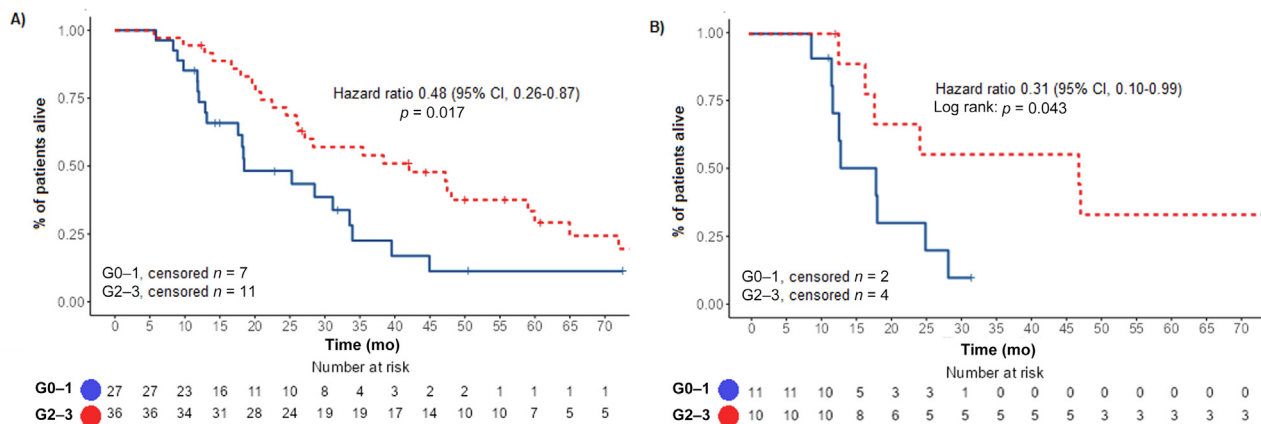 A)
% of patients alive
1.00
0.75
0.50
0.25
0.00
Hazard ratio 0.48 (95% CI, 0.26-0.87)
p = 0.017
G0–1, censored n = 7
G2–3, censored n = 11
0 5 10 15 20 25 30 35 40 45 50 55 60 65 70
Time (mo)
Number at risk
G0–1 27 27 23 16 11 10 8 4 3 2 2 1 1 1 1
G2–3 36 36 34 31 28 24 19 19 17 14 10 10 7 5 5
B)
% of patients alive
1.00
0.75
0.50
0.25
0.00
Hazard ratio 0.31 (95% CI, 0.10-0.99)
Log rank: p = 0.043
G0–1, censored n = 2
G2–3, censored n = 4
0 5 10 15 20 25 30 35 40 45 50 55 60 65 70
Time (mo)
Number at risk
G0–1 11 11 10 5 3 3 1 0 0 0 0 0 0 0 0
G2–3 10 10 10 8 6 5 5 5 5 5 3 3 3 3 3